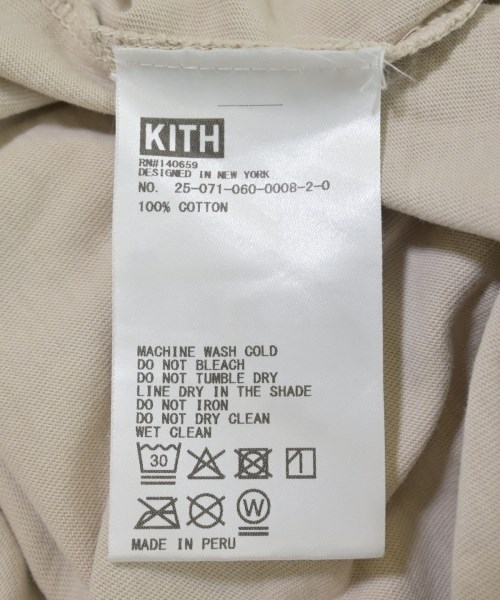 KITH
RN#140659
DESIGNED IN NEW YORK
NO. 25-071-060-0008-2-0
100% COTTON
MACHINE WASH COLD
DO NOT BLEACH
DO NOT TUMBLE DRY
LINE DRY IN THE SHADE
DO NOT IRON
DO NOT DRY CLEAN
WET CLEAN
30
W
MADE IN PERU